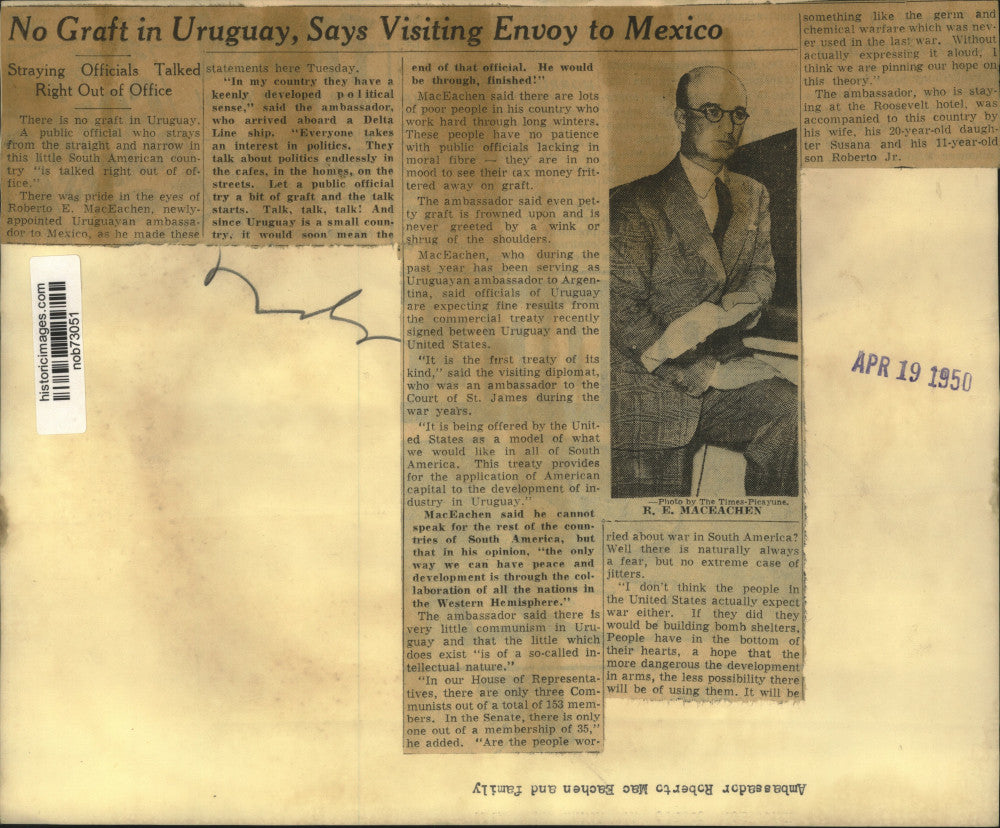 No Graft in Uruguay, Says Visiting Envoy to Mexico
Straying Officials Talked
Right Out of Office
There is no graft in Uruguay.
A public official who strays
from the straight and narrow in
this little South American coun-
try "is talked right out of of-
fice."
There was pride in the eyes of
Roberto E. MacEachen, newly-
appointed Uruguayan ambassa-
dor to Mexico, as he made these
statements here Tuesday.
"In my country they have a
keenly developed political
sense," said the ambassador,
who arrived aboard a Delta
Line ship. "Everyone takes
an interest in politics. They
talk about politics endlessly in
the cafes, in the homes, on the
streets. Let a public official
try a bit of graft and the talk
starts. Talk, talk, talk! And
since Uruguay is a small coun-
try, it would soon mean the
end of that official. He would
be through, finished!"
MacEachen said there are lots
of poor people in his country who
work hard through long winters.
These people have no patience
with public officials lacking in
moral fibre — they are in no
mood to see their tax money frit-
tered away on graft.
The ambassador said even pet-
ty graft is frowned upon and is
never greeted by a wink or
shrug of the shoulders.
MacEachen, who during the
past year has been serving as
Uruguayan ambassador to Argen-
tina, said officials of Uruguay
are expecting fine results from
the commercial treaty recently
signed between Uruguay and the
United States.
"It is the first treaty of its
kind," said the visiting diplomat,
who was an ambassador to the
Court of St. James during the
war years.
"It is being offered by the Unit-
ed States as a model of what
we would like in all of South
America. This treaty provides
for the application of American
capital to the development of in-
dustry in Uruguay."
MacEachen said he cannot
speak for the rest of the coun-
tries of South America, but
that in his opinion, "the only
way we can have peace and
development is through the col-
laboration of all the nations in
the Western Hemisphere."
The ambassador said there is
very little communism in Uru-
guay and that the little which
does exist "is of a so-called in-
tellectual nature."
"In our House of Representa-
tives, there are only three Com-
munists out of a total of 153 mem-
bers. In the Senate, there is only
one out of a membership of 35,"
he added. "Are the people wor-
—Photo by The Times-Picayune.
R. E. MACEACHEN
ried about war in South America?
Well there is naturally always
a fear, but no extreme case of
jitters.
"I don't think the people in
the United States actually expect
war either. If they did they
would be building bomb shelters.
People have in the bottom of
their hearts, a hope that the
more dangerous the development
in arms, the less possibility there
will be of using them. It will be
something like the germ and
chemical warfare which was nev-
er used in the last war. Without
actually expressing it aloud, I
think we are pinning our hope on
this theory."
The ambassador, who is stay-
ing at the Roosevelt hotel, was
accompanied to this country by
his wife, his 20-year-old daugh-
ter Susana and his 11-year-old
son Roberto Jr.
historicimages.com
nob73051
APR 19 1950
Ambassador Roberto Mac Eachen and family